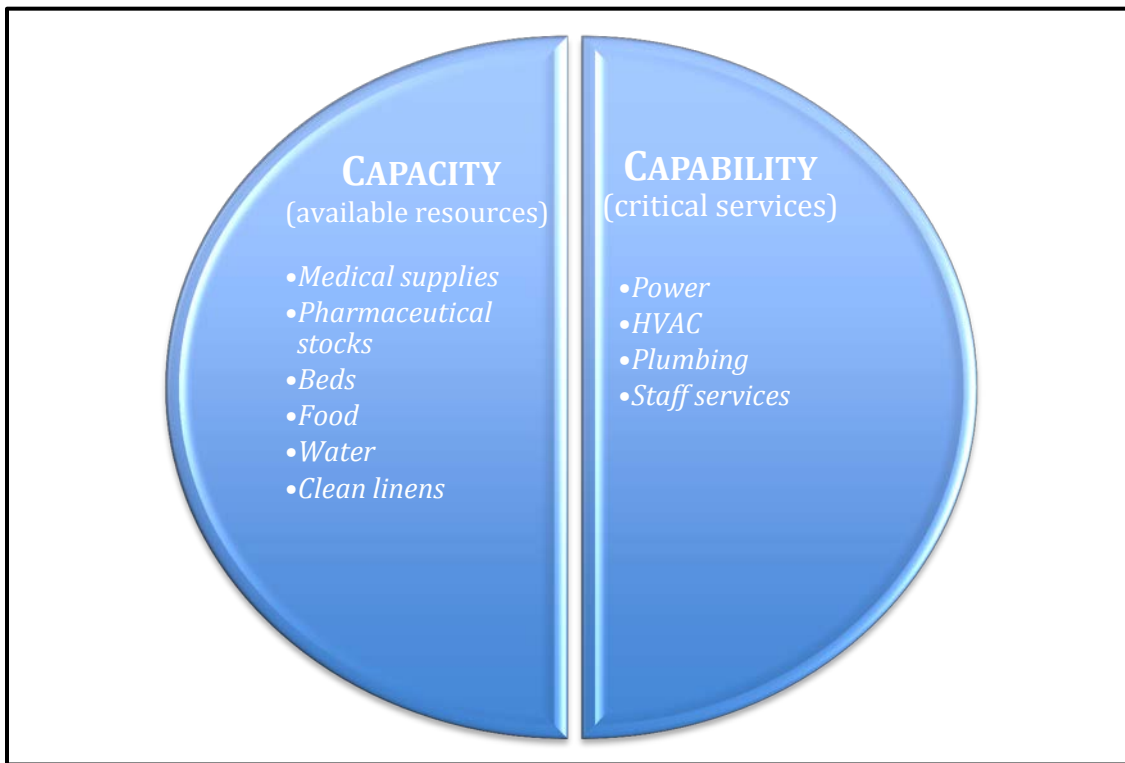 CAPACITY
(available resources)
•Medical supplies
•Pharmaceutical
stocks
•Beds
•Food
•Water
•Clean linens
CAPABILITY
(critical services)
•Power
•HVAC
•Plumbing
•Staff services